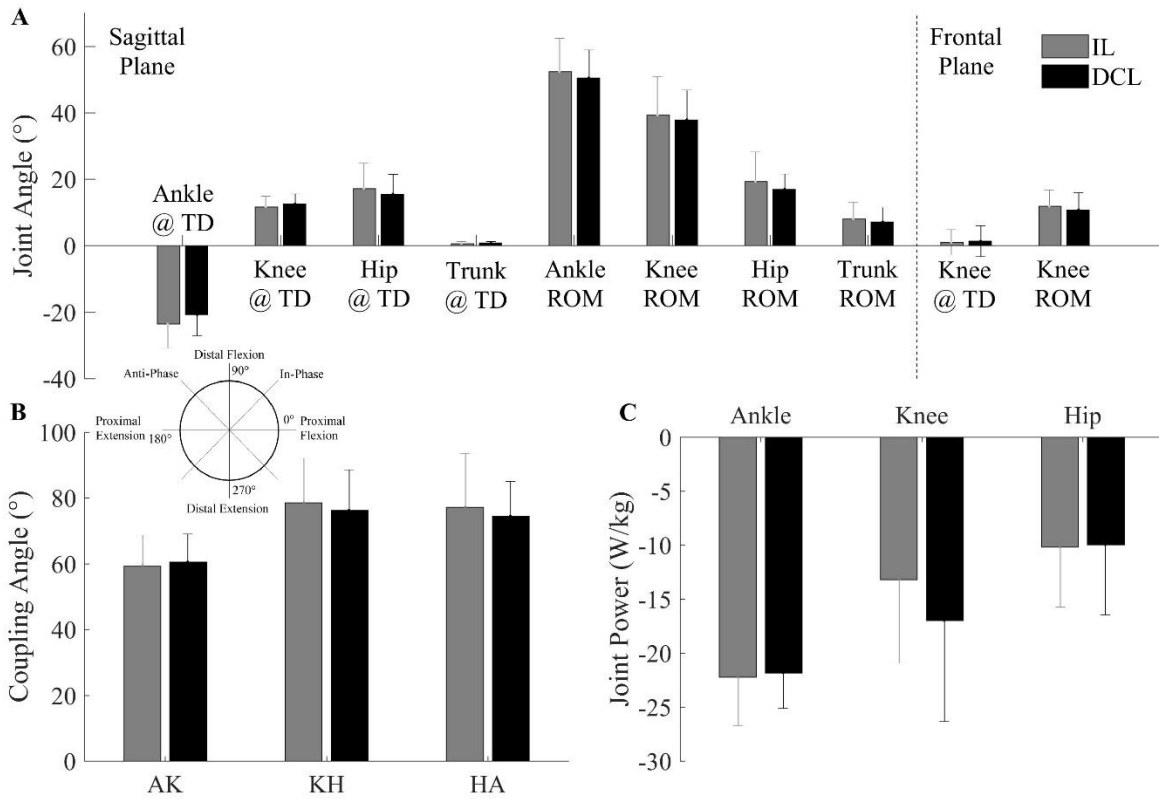 A
Sagittal
Plane
Frontal
Plane
IL
DCL
Joint Angle (°)
60
40
20
0
-20
-40
Ankle
@ TD
Knee
@ TD
Hip
@ TD
Trunk
@ TD
Ankle
ROM
Knee
ROM
Hip
ROM
Trunk
ROM
Knee
@ TD
Knee
ROM
B
Distal Flexion
90°
Anti-Phase
In-Phase
0°
Proximal
Extension
180°
Proximal
Flexion
270°
Distal Extension
Coupling Angle (°)
100
80
60
40
20
0
AK
KH
HA
C
Ankle
Knee
Hip
Joint Power (W/kg)
0
-5
-10
-15
-20
-25
-30